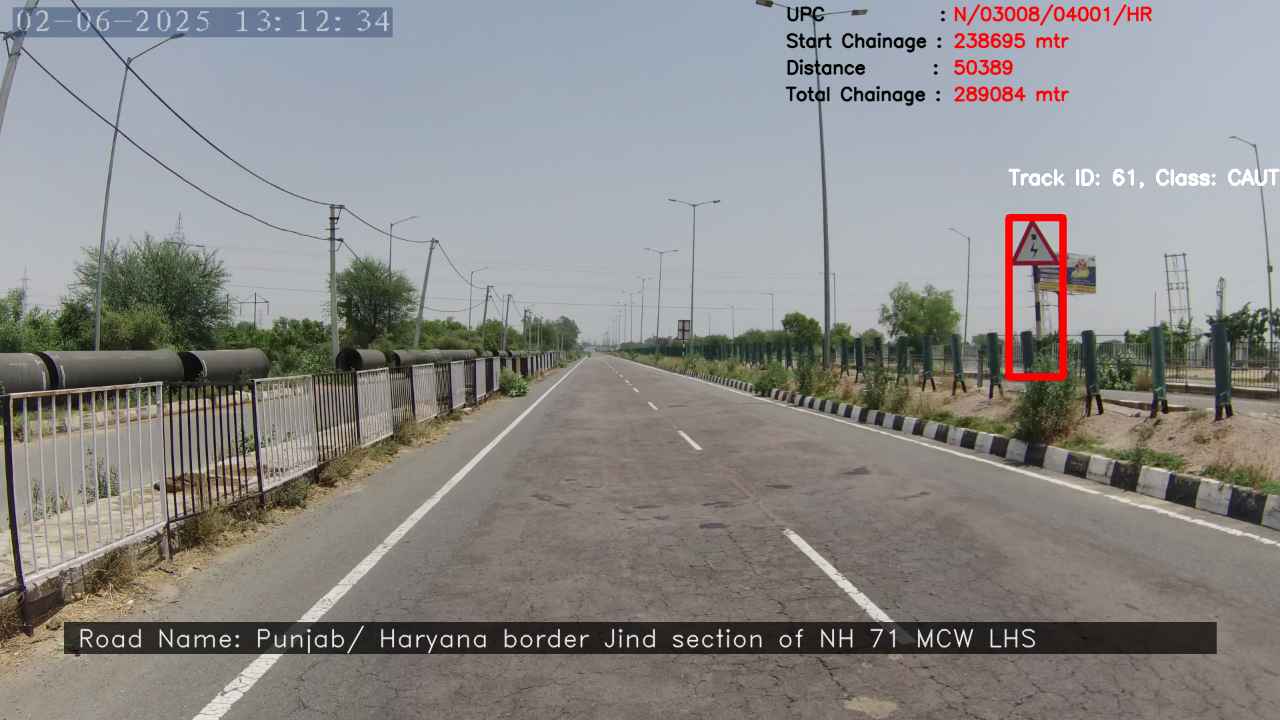 02-06-2025 13:12:34
UPC : N/03008/04001/HR
Start Chainage : 238695 mtr
Distance : 50389
Total Chainage : 289084 mtr
Track ID: 61, Class: CAUT
Road Name: Punjab/ Haryana border Jind section of NH 71 MCW LHS